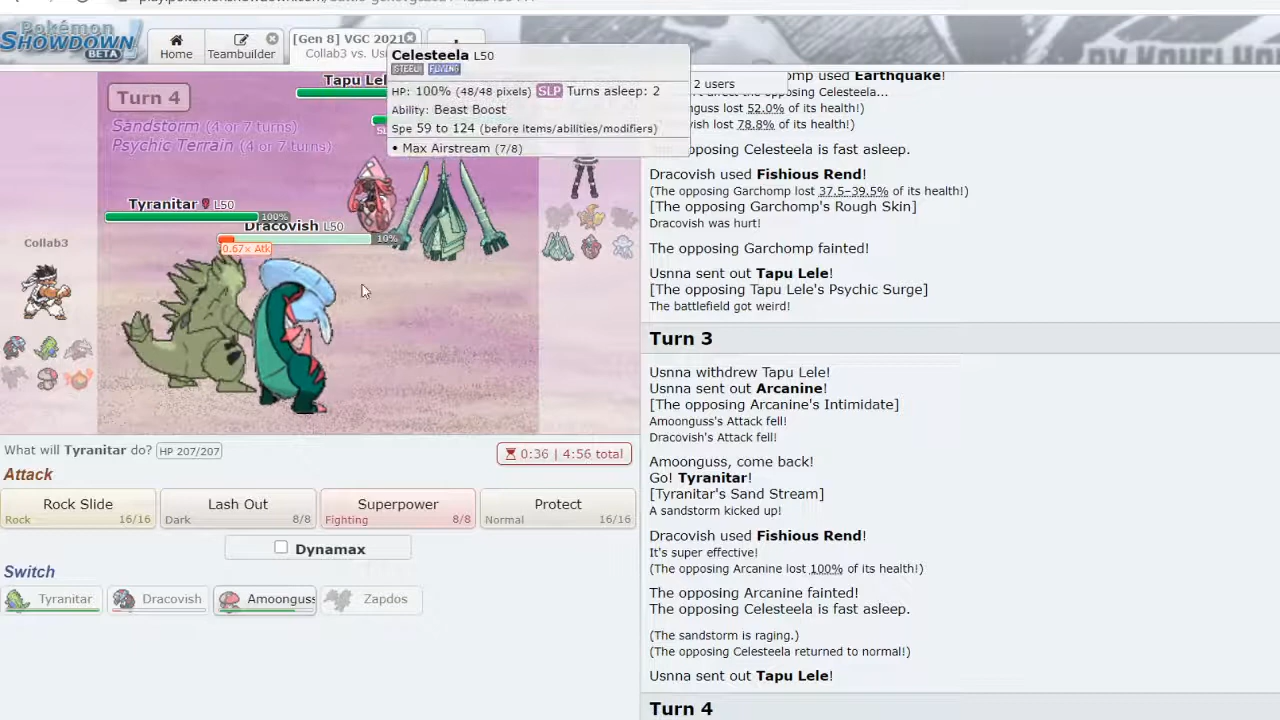 Pokémon
SHOWDOWN
BETA
Home
Teambuilder
[Gen 8] VGC 2021
Collab3 vs. Usn
Celesteela L50
STEEL FLYING
HP: 100% (48/48 pixels) SLP Turns asleep: 2
Ability: Beast Boost
Spe 59 to 124 (before items/abilities/modifiers)
• Max Airstream (7/8)
2 users
Turn 4
Sandstorm (4 or 7 turns)
Psychic Terrain (4 or 7 turns)
Tapu Lel
Tyranitar L50
100%
Dracovish L50
10%
0.67× Atk
Collab3
What will Tyranitar do? HP 207/207
0:36 | 4:56 total
Attack
Rock Slide
Rock 16/16
Lash Out
Dark 8/8
Superpower
Fighting 8/8
Protect
Normal 16/16
Dynamax
Switch
Tyranitar
Dracovish
Amoonguss
Zapdos
omp used Earthquake!
't affect the opposing Celesteela...
nguss lost 52.0% of its health!)
vish lost 78.8% of its health!)
pposing Celesteela is fast asleep.
Dracovish used Fishious Rend!
(The opposing Garchomp lost 37.5–39.5% of its health!)
[The opposing Garchomp's Rough Skin]
Dracovish was hurt!
The opposing Garchomp fainted!
Usnna sent out Tapu Lele!
[The opposing Tapu Lele's Psychic Surge]
The battlefield got weird!
Turn 3
Usnna withdrew Tapu Lele!
Usnna sent out Arcanine!
[The opposing Arcanine's Intimidate]
Amoonguss's Attack fell!
Dracovish's Attack fell!
Amoonguss, come back!
Go! Tyranitar!
[Tyranitar's Sand Stream]
A sandstorm kicked up!
Dracovish used Fishious Rend!
It's super effective!
(The opposing Arcanine lost 100% of its health!)
The opposing Arcanine fainted!
The opposing Celesteela is fast asleep.
(The sandstorm is raging.)
(The opposing Celesteela returned to normal!)
Usnna sent out Tapu Lele!
Turn 4